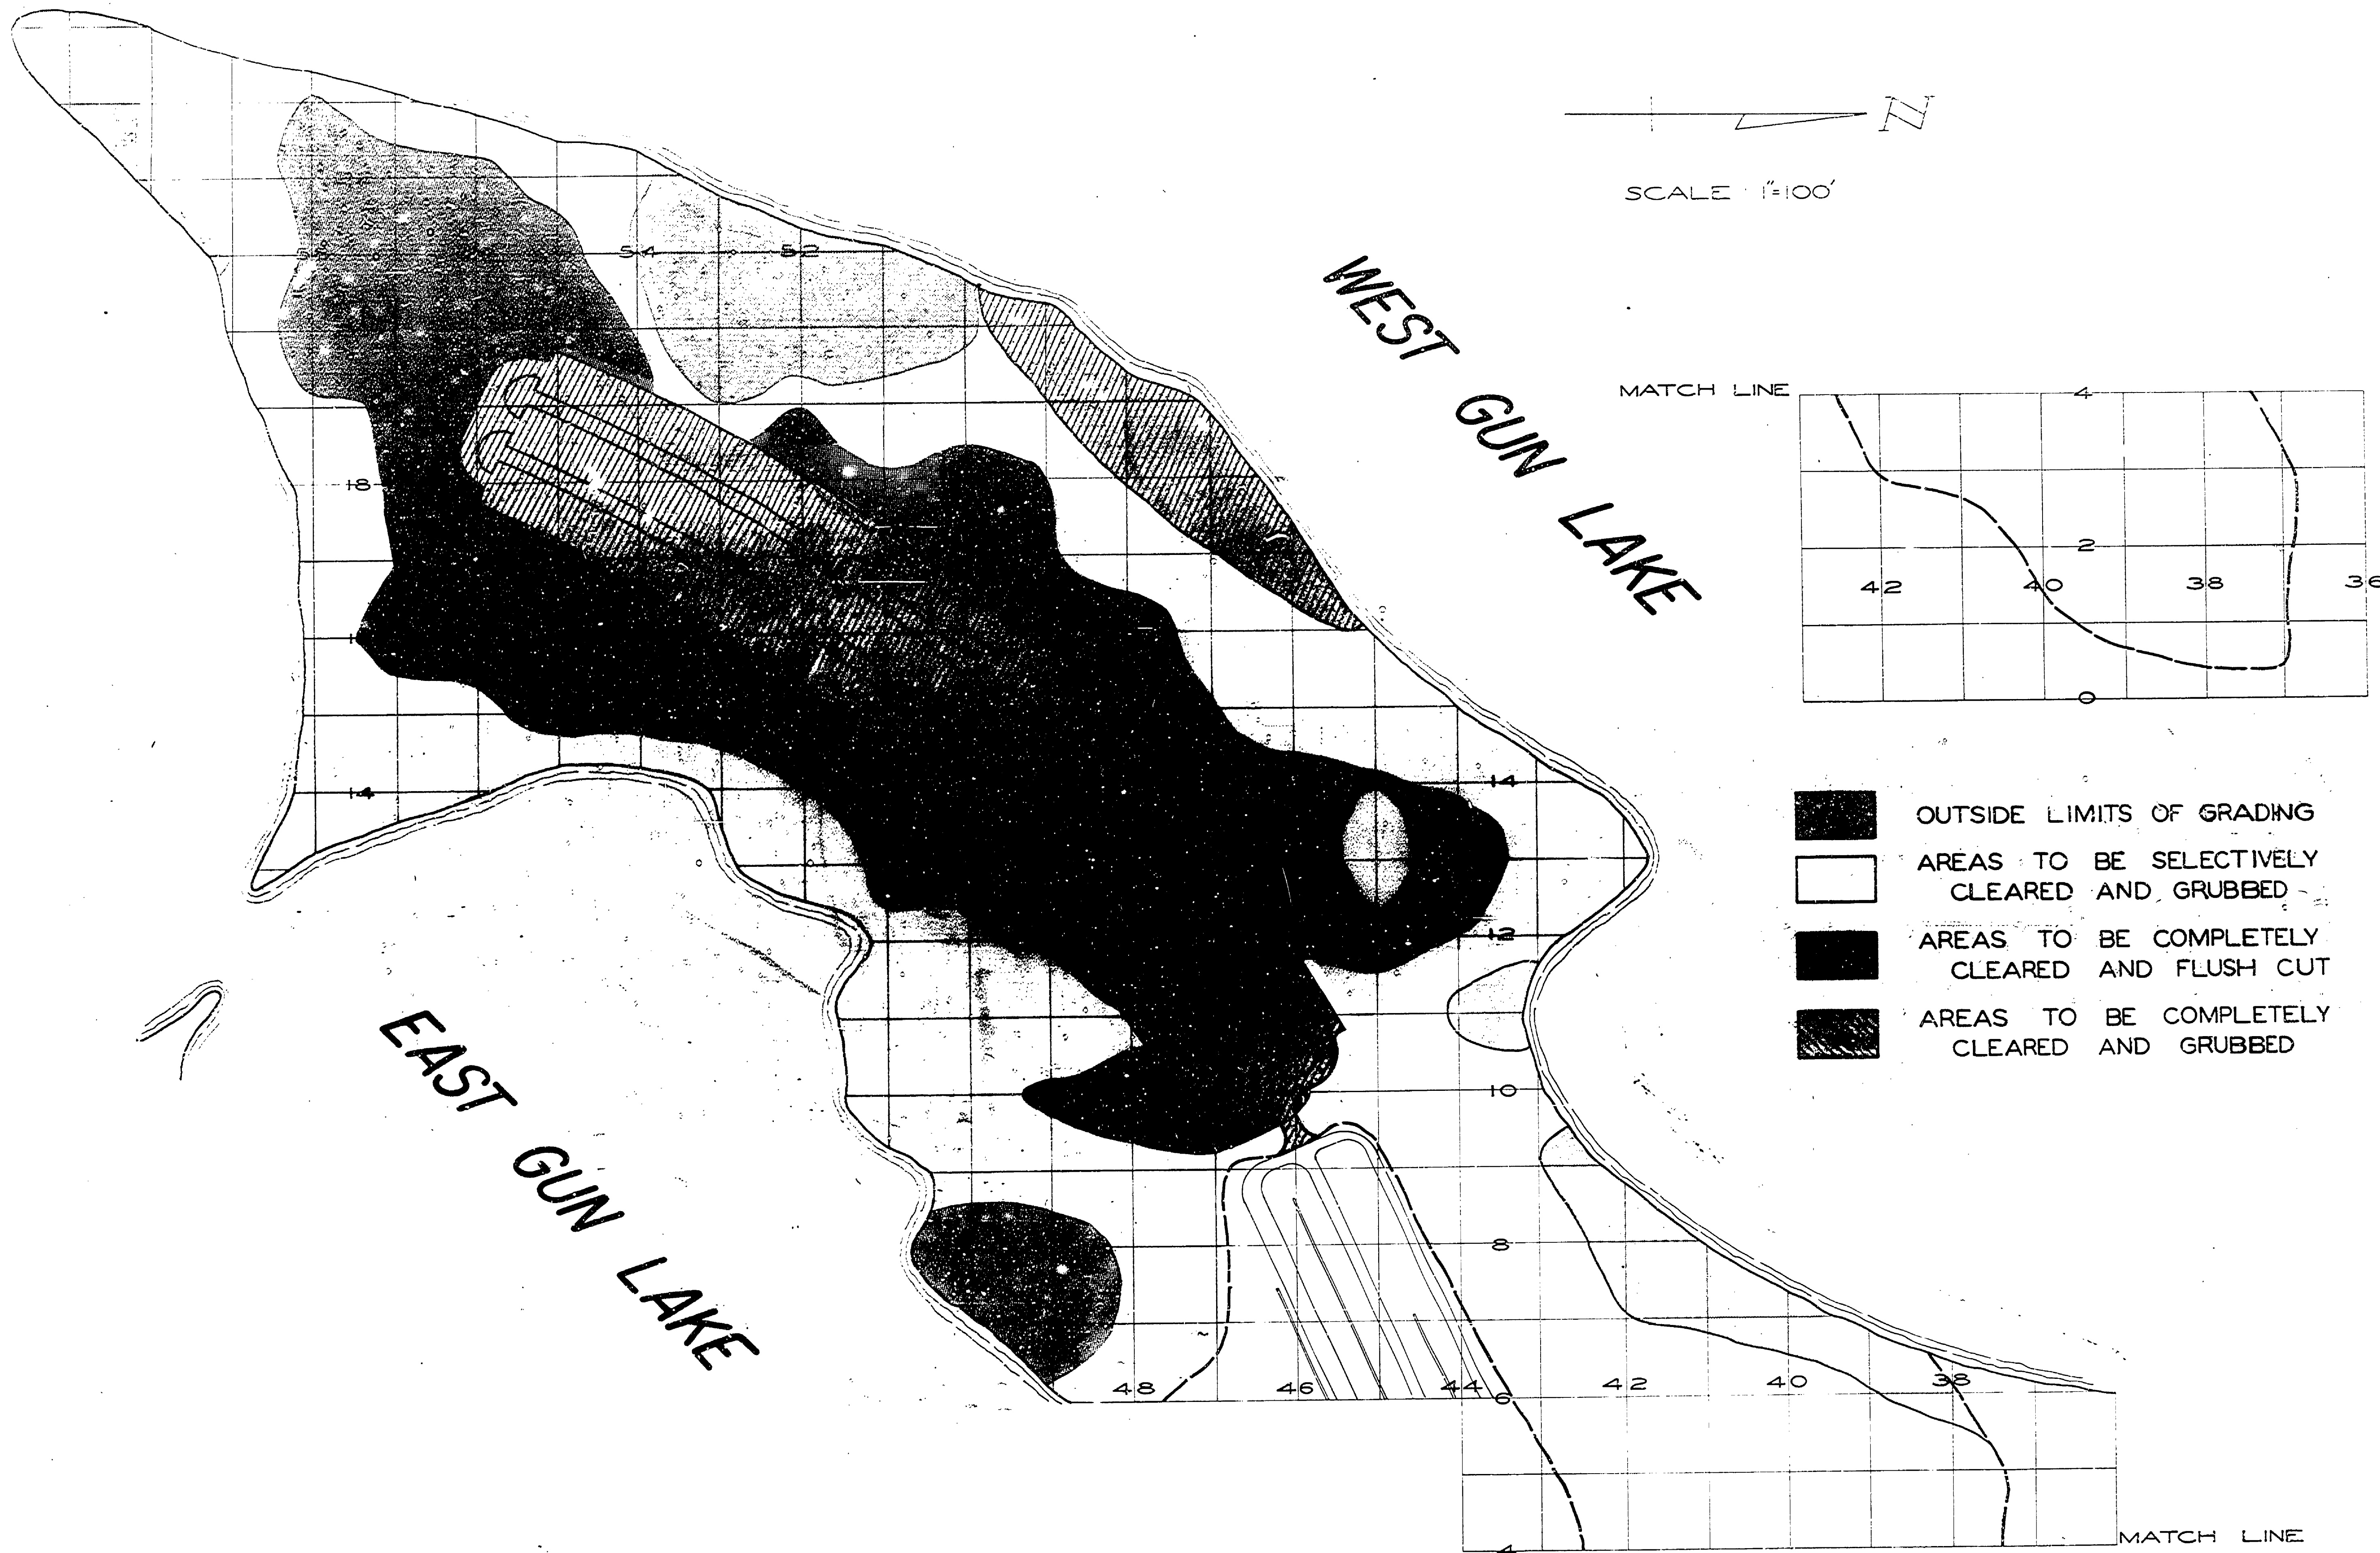 N
SCALE 1"=100'
WEST GUN LAKE
54 52
MATCH LINE
4
2
42 40 38 36
0
18
14
14
12
10
8
6
48 46 44 42 40 38
4
OUTSIDE LIMITS OF GRADING
AREAS TO BE SELECTIVELY
CLEARED AND GRUBBED
AREAS TO BE COMPLETELY
CLEARED AND FLUSH CUT
AREAS TO BE COMPLETELY
CLEARED AND GRUBBED
EAST GUN LAKE
MATCH LINE